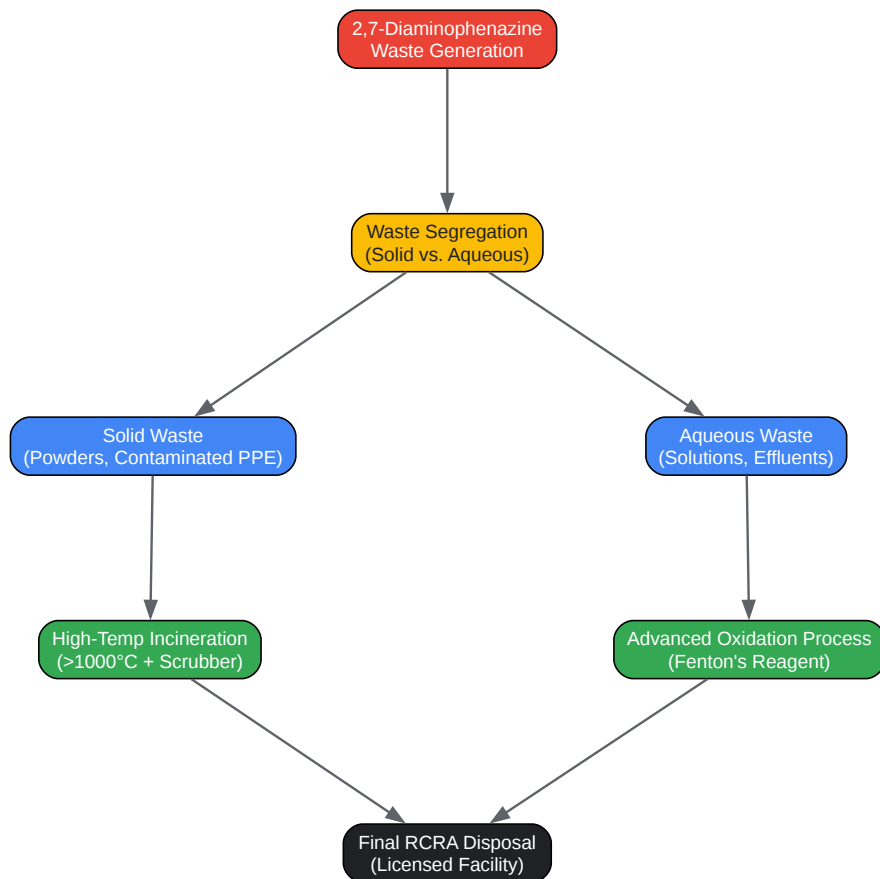 2,7-Diaminophenazine
Waste Generation
Waste Segregation
(Solid vs. Aqueous)
Solid Waste
(Powders, Contaminated PPE)
Aqueous Waste
(Solutions, Effluents)
High-Temp Incineration
(>1000°C + Scrubber)
Advanced Oxidation Process
(Fenton's Reagent)
Final RCRA Disposal
(Licensed Facility)